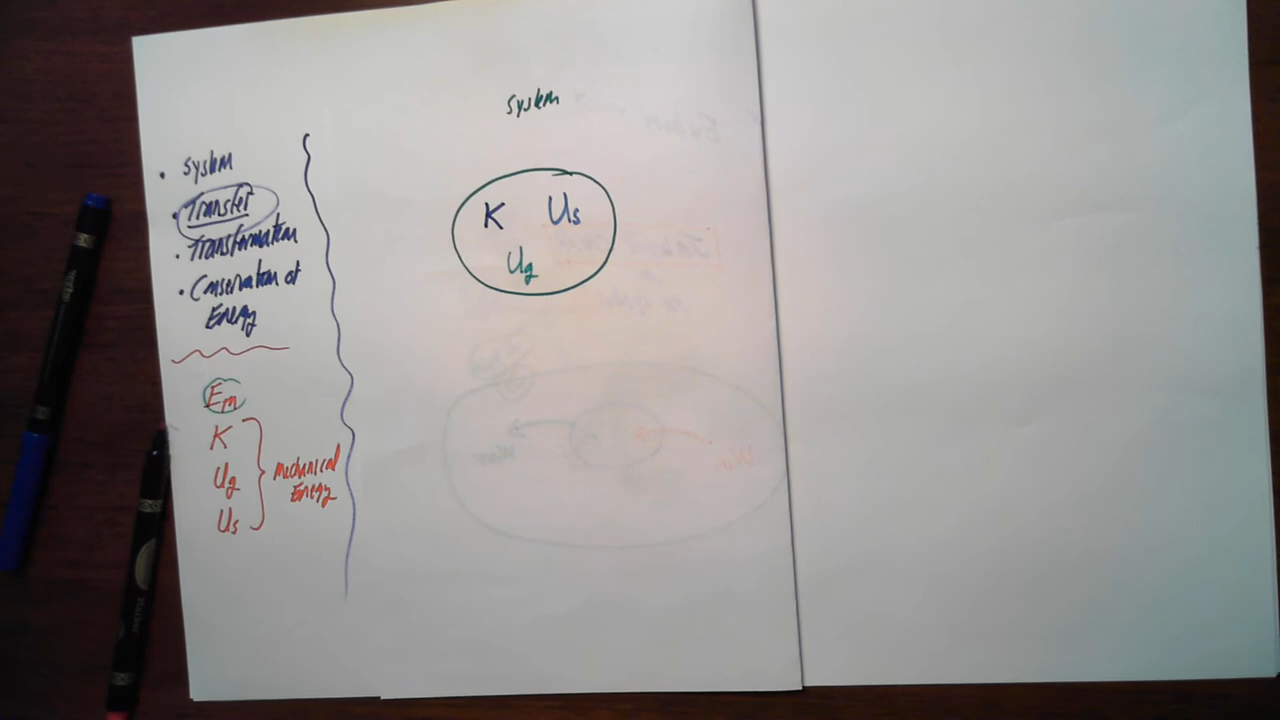 • System
• Transfer
• Transformation
• Conservation of
Energy
Em
K
Ug
Us
Mechanical
Energy
System
K Us
Ug